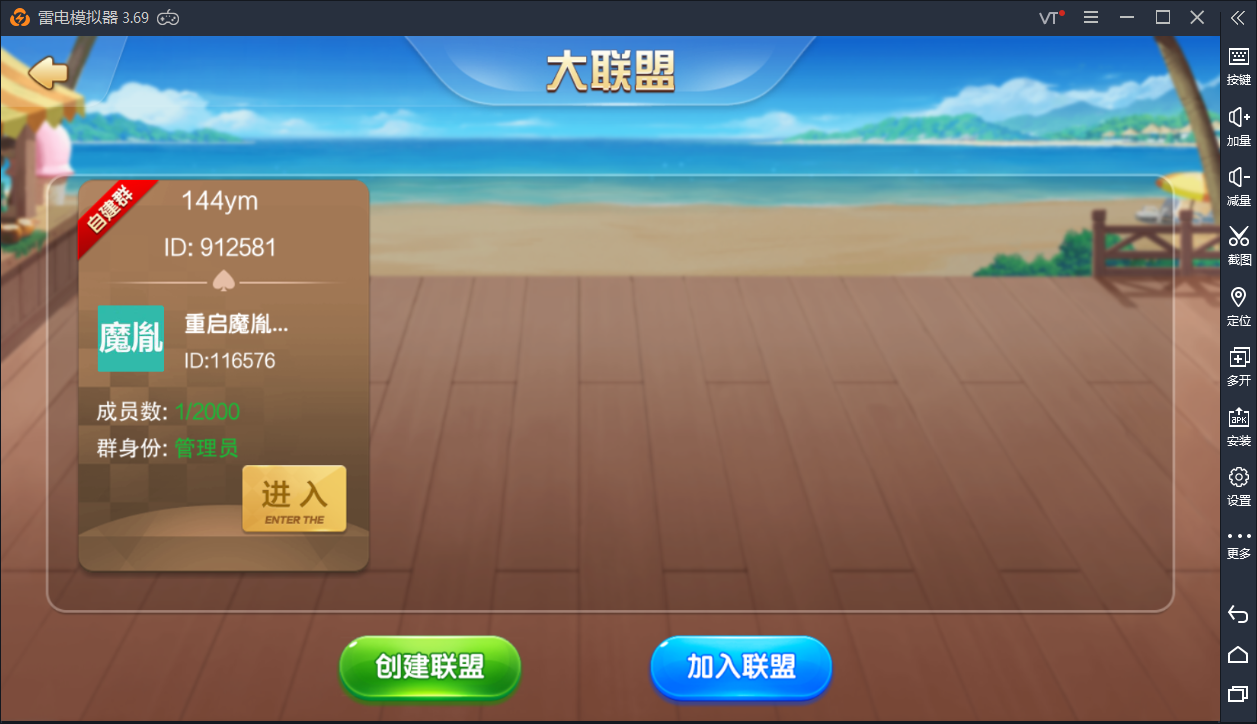 雷电模拟器 3.69
VT
大联盟
自建群
144ym
ID: 912581
魔胤
重启魔胤...
ID:116576
成员数: 1/2000
群身份: 管理员
进入
ENTER THE
创建联盟
加入联盟
按键
加量
减量
截图
定位
多开
APK
安装
设置
更多